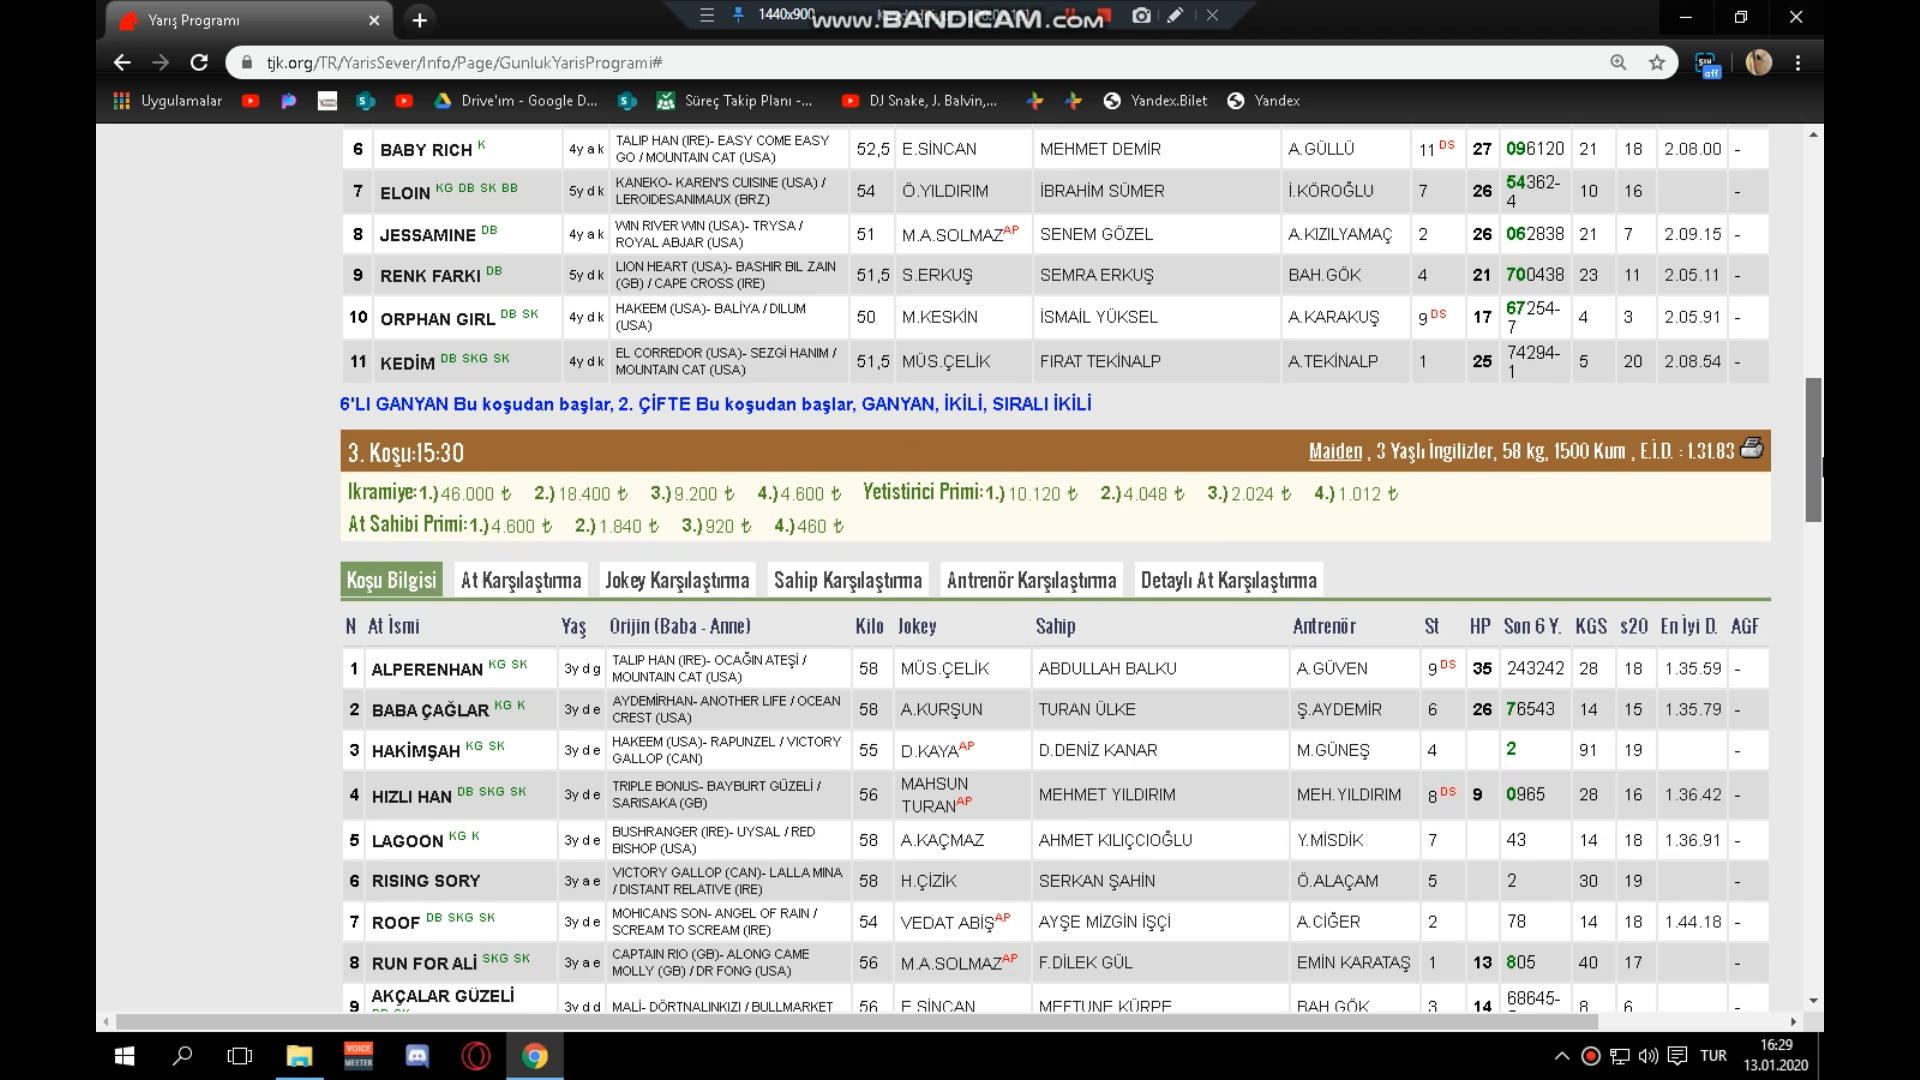 Yarış Programı
1440x900
www.BANDICAM.com
tjk.org/TR/YarisSever/Info/Page/GunlukYarisProgrami#
off
Uygulamalar
Drive'ım - Google D...
Süreç Takip Planı -...
DJ Snake, J. Balvin,...
Yandex.Bilet
Yandex
6 BABY RICH K 4y a k TALIP HAN (IRE)- EASY COME EASY GO / MOUNTAIN CAT (USA) 52,5 E.SİNCAN MEHMET DEMİR A.GÜLLÜ 11 DS 27 096120 21 18 2.08.00 -
7 ELOIN KG DB SK BB 5y d k KANEKO- KAREN'S CUISINE (USA) / LEROIDESANIMAUX (BRZ) 54 Ö.YILDIRIM İBRAHİM SÜMER İ.KÖROĞLU 7 26 54362-4 10 16 -
8 JESSAMINE DB 4y a k WIN RIVER WIN (USA)- TRYSA / ROYAL ABJAR (USA) 51 M.A.SOLMAZ AP SENEM GÖZEL A.KIZILYAMAÇ 2 26 062838 21 7 2.09.15 -
9 RENK FARKI DB 5y d k LION HEART (USA)- BASHIR BIL ZAIN (GB) / CAPE CROSS (IRE) 51,5 S.ERKUŞ SEMRA ERKUŞ BAH.GÖK 4 21 700438 23 11 2.05.11 -
10 ORPHAN GIRL DB SK 4y d k HAKEEM (USA)- BALİYA / DILUM (USA) 50 M.KESKİN İSMAİL YÜKSEL A.KARAKUŞ 9 DS 17 67254-7 4 3 2.05.91 -
11 KEDİM DB SKG SK 4y d k EL CORREDOR (USA)- SEZGİ HANIM / MOUNTAIN CAT (USA) 51,5 MÜS.ÇELİK FIRAT TEKİNALP A.TEKİNALP 1 25 74294-1 5 20 2.08.54 -
6'LI GANYAN Bu koşudan başlar, 2. ÇİFTE Bu koşudan başlar, GANYAN, İKİLİ, SIRALI İKİLİ
3. Koşu:15:30 Maiden , 3 Yaşlı İngilizler, 58 kg, 1500 Kum , E.İ.D. : 1.31.83
Ikramiye: 1.) 46.000 ₺ 2.) 18.400 ₺ 3.) 9.200 ₺ 4.) 4.600 ₺ Yetistirici Primi: 1.) 10.120 ₺ 2.) 4.048 ₺ 3.) 2.024 ₺ 4.) 1.012 ₺
At Sahibi Primi: 1.) 4.600 ₺ 2.) 1.840 ₺ 3.) 920 ₺ 4.) 460 ₺
Koşu Bilgisi At Karşılaştırma Jokey Karşılaştırma Sahip Karşılaştırma Antrenör Karşılaştırma Detaylı At Karşılaştırma
N At İsmi Yaş Orijin (Baba - Anne) Kilo Jokey Sahip Antrenör St HP Son 6 Y. KGS s20 En İyi D. AGF
1 ALPERENHAN KG SK 3y d g TALIP HAN (IRE)- OCAĞIN ATEŞİ / MOUNTAIN CAT (USA) 58 MÜS.ÇELİK ABDULLAH BALKU A.GÜVEN 9 DS 35 243242 28 18 1.35.59 -
2 BABA ÇAĞLAR KG K 3y d e AYDEMİRHAN- ANOTHER LIFE / OCEAN CREST (USA) 58 A.KURŞUN TURAN ÜLKE Ş.AYDEMİR 6 26 76543 14 15 1.35.79 -
3 HAKİMŞAH KG SK 3y d e HAKEEM (USA)- RAPUNZEL / VICTORY GALLOP (CAN) 55 D.KAYA AP D.DENİZ KANAR M.GÜNEŞ 4 2 91 19 -
4 HIZLI HAN DB SKG SK 3y d e TRIPLE BONUS- BAYBURT GÜZELİ / SARISAKA (GB) 56 MAHSUN TURAN AP MEHMET YILDIRIM MEH.YILDIRIM 8 DS 9 0965 28 16 1.36.42 -
5 LAGOON KG K 3y d e BUSHRANGER (IRE)- UYSAL / RED BISHOP (USA) 58 A.KAÇMAZ AHMET KILIÇCIOĞLU Y.MİSDİK 7 43 14 18 1.36.91 -
6 RISING SORY 3y a e VICTORY GALLOP (CAN)- LALLA MINA / DISTANT RELATIVE (IRE) 58 H.ÇİZİK SERKAN ŞAHİN Ö.ALAÇAM 5 2 30 19 -
7 ROOF DB SKG SK 3y d e MOHICANS SON- ANGEL OF RAIN / SCREAM TO SCREAM (IRE) 54 VEDAT ABİŞ AP AYŞE MİZGİN İŞÇİ A.CİĞER 2 78 14 18 1.44.18 -
8 RUN FOR ALİ SKG SK 3y a e CAPTAIN RIO (GB)- ALONG CAME MOLLY (GB) / DR FONG (USA) 56 M.A.SOLMAZ AP F.DİLEK GÜL EMİN KARATAŞ 1 13 805 40 17 -
9 AKÇALAR GÜZELİ 3y d d MALİ- DÖRTNALINKIZI / BULLMARKET 56 E.SİNCAN MEFTUNE KÜRPE BAH.GÖK 3 14 68645- 8 6 -
VOICE MEETER
TUR
16:29
13.01.2020